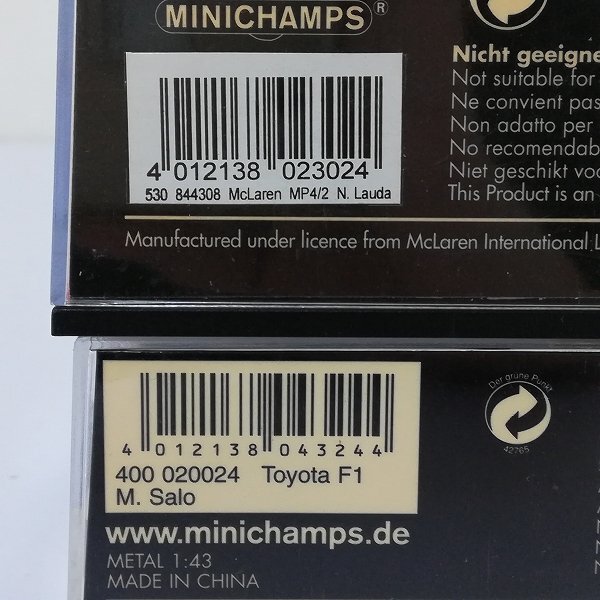 MINICHAMPS®
4 012138 023024
530 844308 McLaren MP4/2 N. Lauda
Nicht geeigne
Not suitable for
Ne convient pas
Non adatto per
No recomendab
Niet geschikt voo
This Product is an
Manufactured under licence from McLaren International L
4 012138 043244
400 020024 Toyota F1
M. Salo
www.minichamps.de
METAL 1:43
MADE IN CHINA
Der grüne Punkt
42765